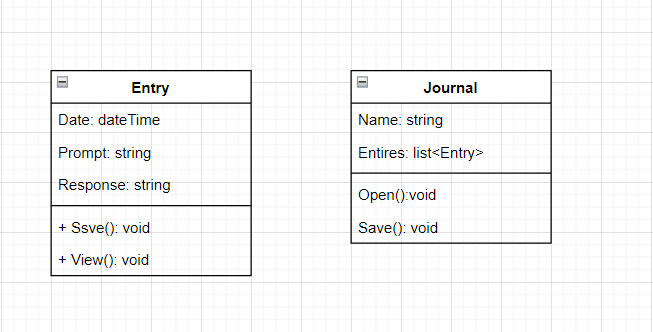 Entry
Date: dateTime
Prompt: string
Response: string
+ Ssve(): void
+ View(): void
Journal
Name: string
Entires: list<Entry>
Open():void
Save(): void